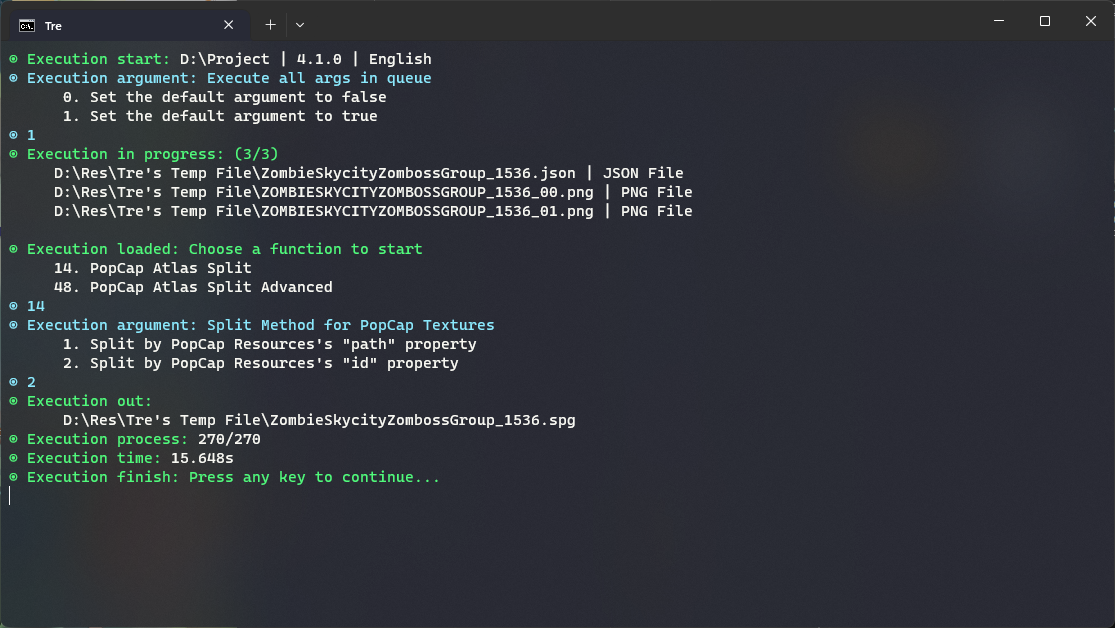 Tre
Execution start: D:\Project | 4.1.0 | English
Execution argument: Execute all args in queue
0. Set the default argument to false
1. Set the default argument to true
1
Execution in progress: (3/3)
D:\Res\Tre's Temp File\ZombieSkycityZombossGroup_1536.json | JSON File
D:\Res\Tre's Temp File\ZOMBIESKYCITYZOMBOSSGROUP_1536_00.png | PNG File
D:\Res\Tre's Temp File\ZOMBIESKYCITYZOMBOSSGROUP_1536_01.png | PNG File
Execution loaded: Choose a function to start
14. PopCap Atlas Split
48. PopCap Atlas Split Advanced
14
Execution argument: Split Method for PopCap Textures
1. Split by PopCap Resources's "path" property
2. Split by PopCap Resources's "id" property
2
Execution out:
D:\Res\Tre's Temp File\ZombieSkycityZombossGroup_1536.spg
Execution process: 270/270
Execution time: 15.648s
Execution finish: Press any key to continue...